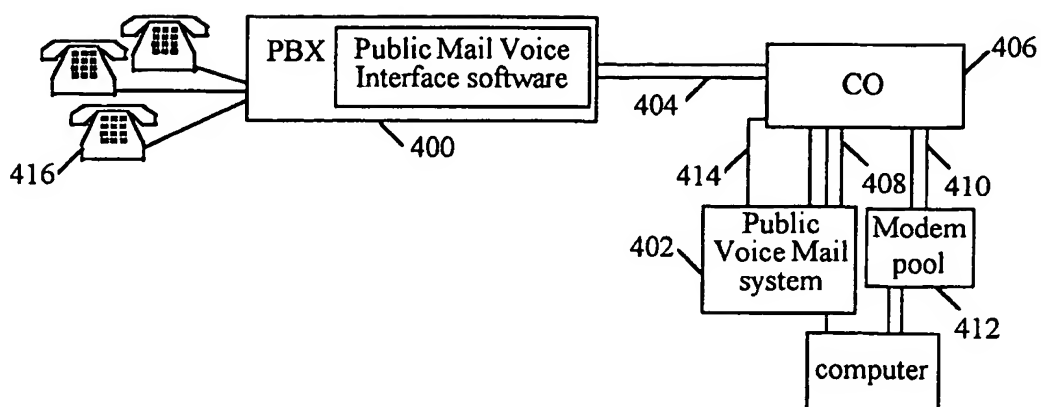 PBX
Public Mail Voice
Interface software
400
416
404
CO
406
414
408
410
402
Public
Voice Mail
system
Modem
pool
412
computer